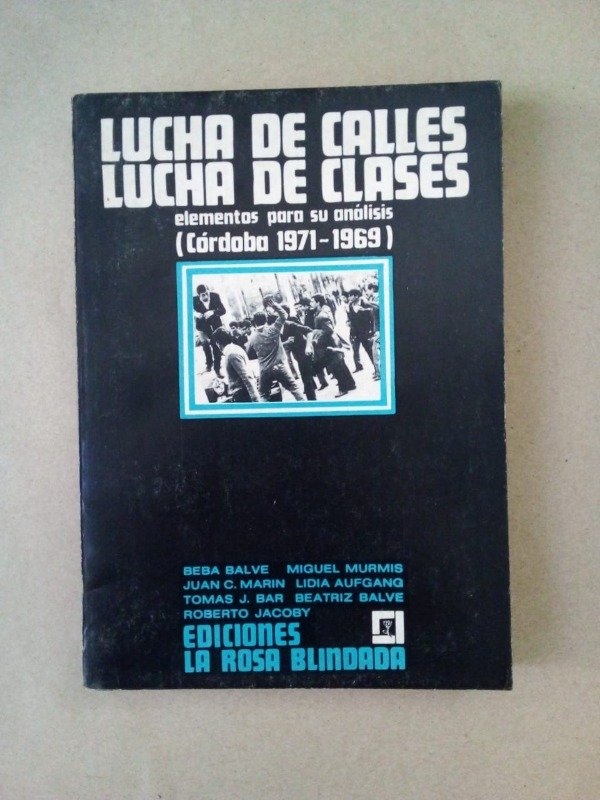 LUCHA DE CALLES
LUCHA DE CLASES
elementos para su análisis
(Córdoba 1971-1969)
BEBA BALVE MIGUEL MURMIS
JUAN C. MARIN LIDIA AUFGANG
TOMAS J. BAR BEATRIZ BALVE
ROBERTO JACOBY
EDICIONES
LA ROSA BLINDADA